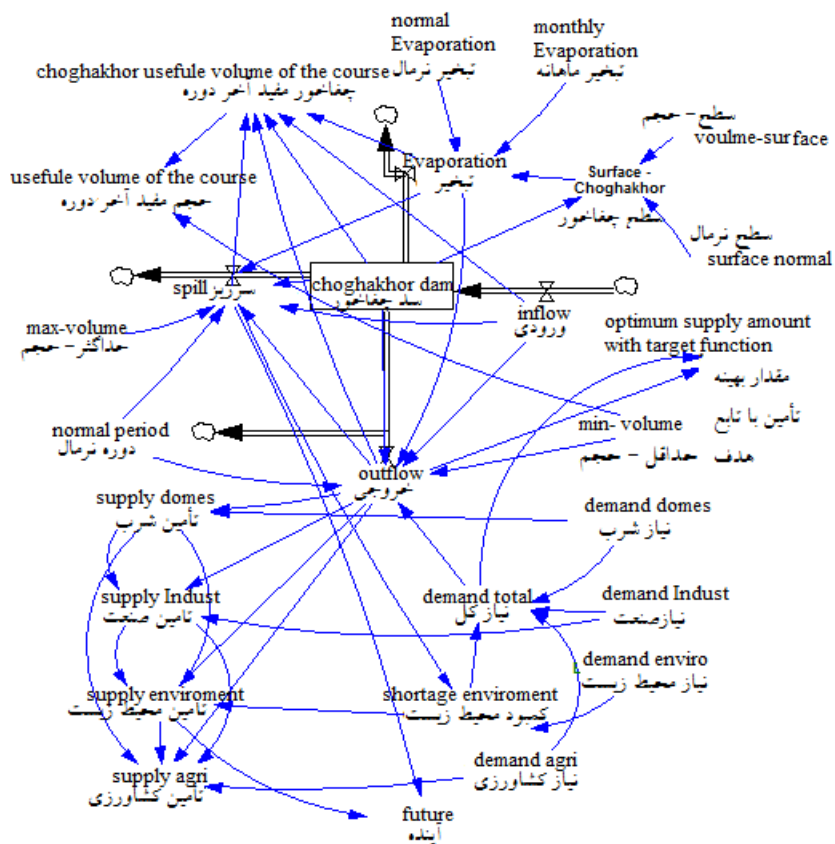 normal
Evaporation
تبخیر نرمال
monthly
Evaporation
تبخیر ماهانه
choghakhor usefule volume of the course
چغاخور مفید آخر دوره
سطح - حجم
voulme-surface
Evaporation
تبخیر
Surface -
Choghakhor
سطح چغاخور
usefule volume of the course
حجم مفید آخر دوره
سطح نرمال
surface normal
choghakhor dam
سد چغاخور
spill سرریز
inflow
ورودی
optimum supply amount
with target function
مقدار بهینه
تأمین با تابع
هدف
max-volume
حداکثر - حجم
min- volume
حداقل - حجم
normal period
دوره نرمال
outflow
خروجی
supply domes
تأمین شرب
demand domes
نیاز شرب
supply Indust
تامین صنعت
demand total
نیاز کل
demand Indust
نیازصنعت
demand enviro
نیاز محیط زیست
supply enviroment
تامین محیط زیست
shortage enviroment
کمبود محیط زیست
supply agri
تأمین کشاورزی
demand agri
نیاز کشاورزی
future
آینده